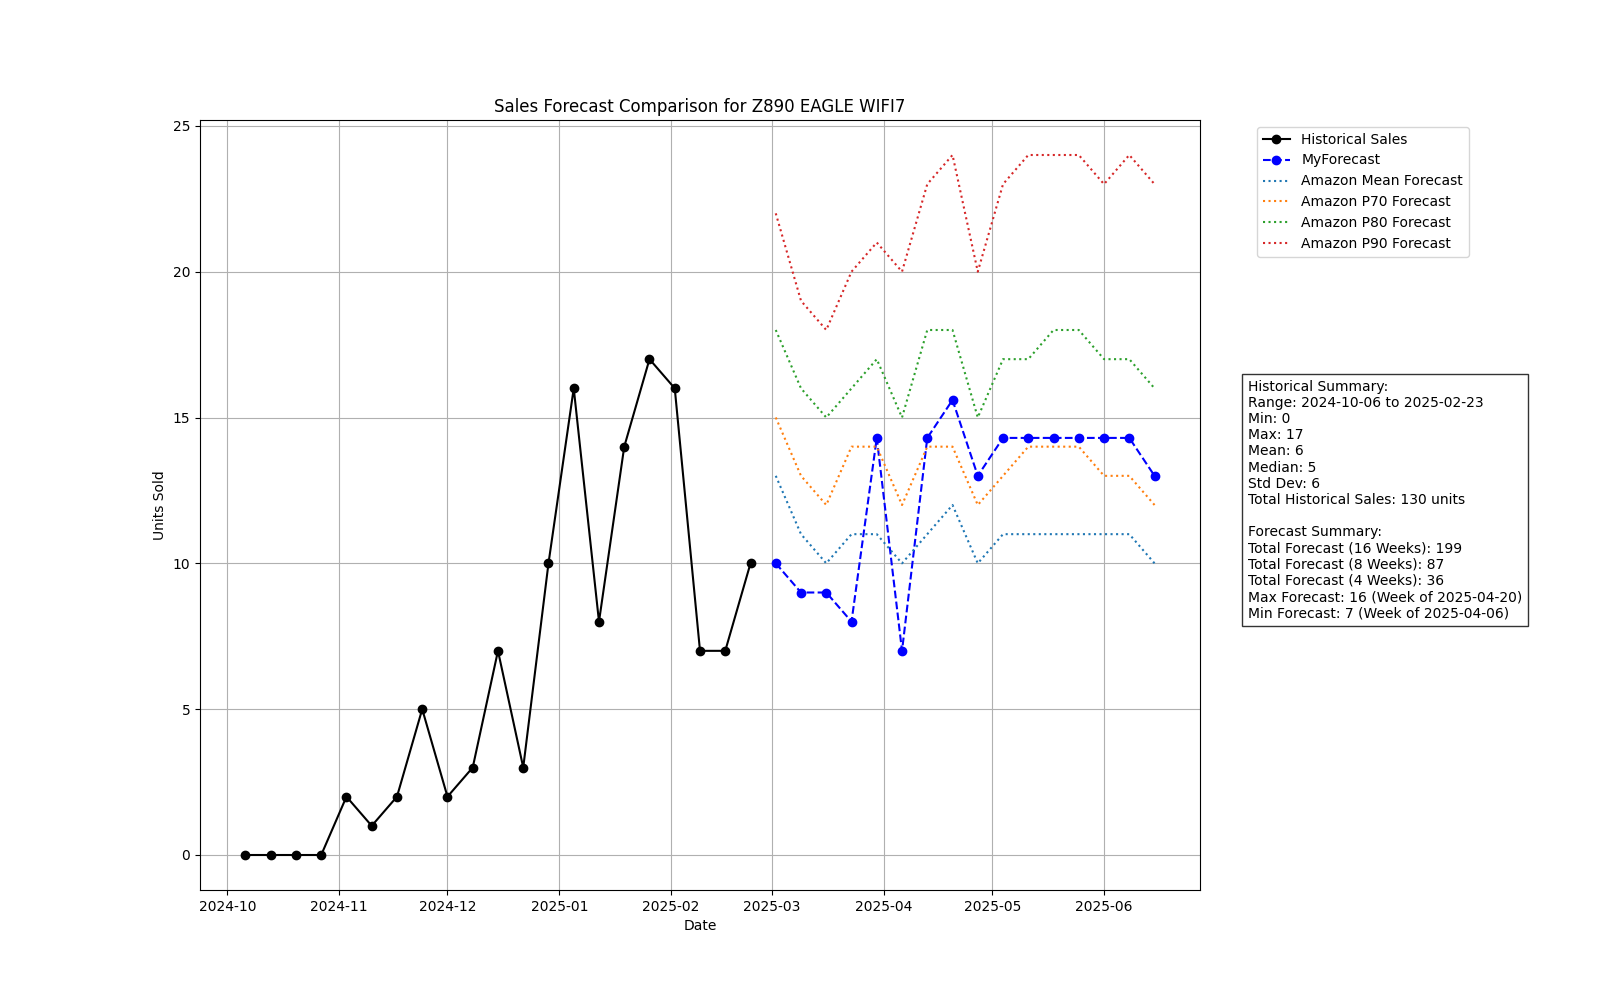 Sales Forecast Comparison for Z890 EAGLE WIFI7
25
20
15
10
5
0
Units Sold
2024-10 2024-11 2024-12 2025-01 2025-02 2025-03 2025-04 2025-05 2025-06
Date
Historical Sales
MyForecast
Amazon Mean Forecast
Amazon P70 Forecast
Amazon P80 Forecast
Amazon P90 Forecast
Historical Summary:
Range: 2024-10-06 to 2025-02-23
Min: 0
Max: 17
Mean: 6
Median: 5
Std Dev: 6
Total Historical Sales: 130 units
Forecast Summary:
Total Forecast (16 Weeks): 199
Total Forecast (8 Weeks): 87
Total Forecast (4 Weeks): 36
Max Forecast: 16 (Week of 2025-04-20)
Min Forecast: 7 (Week of 2025-04-06)